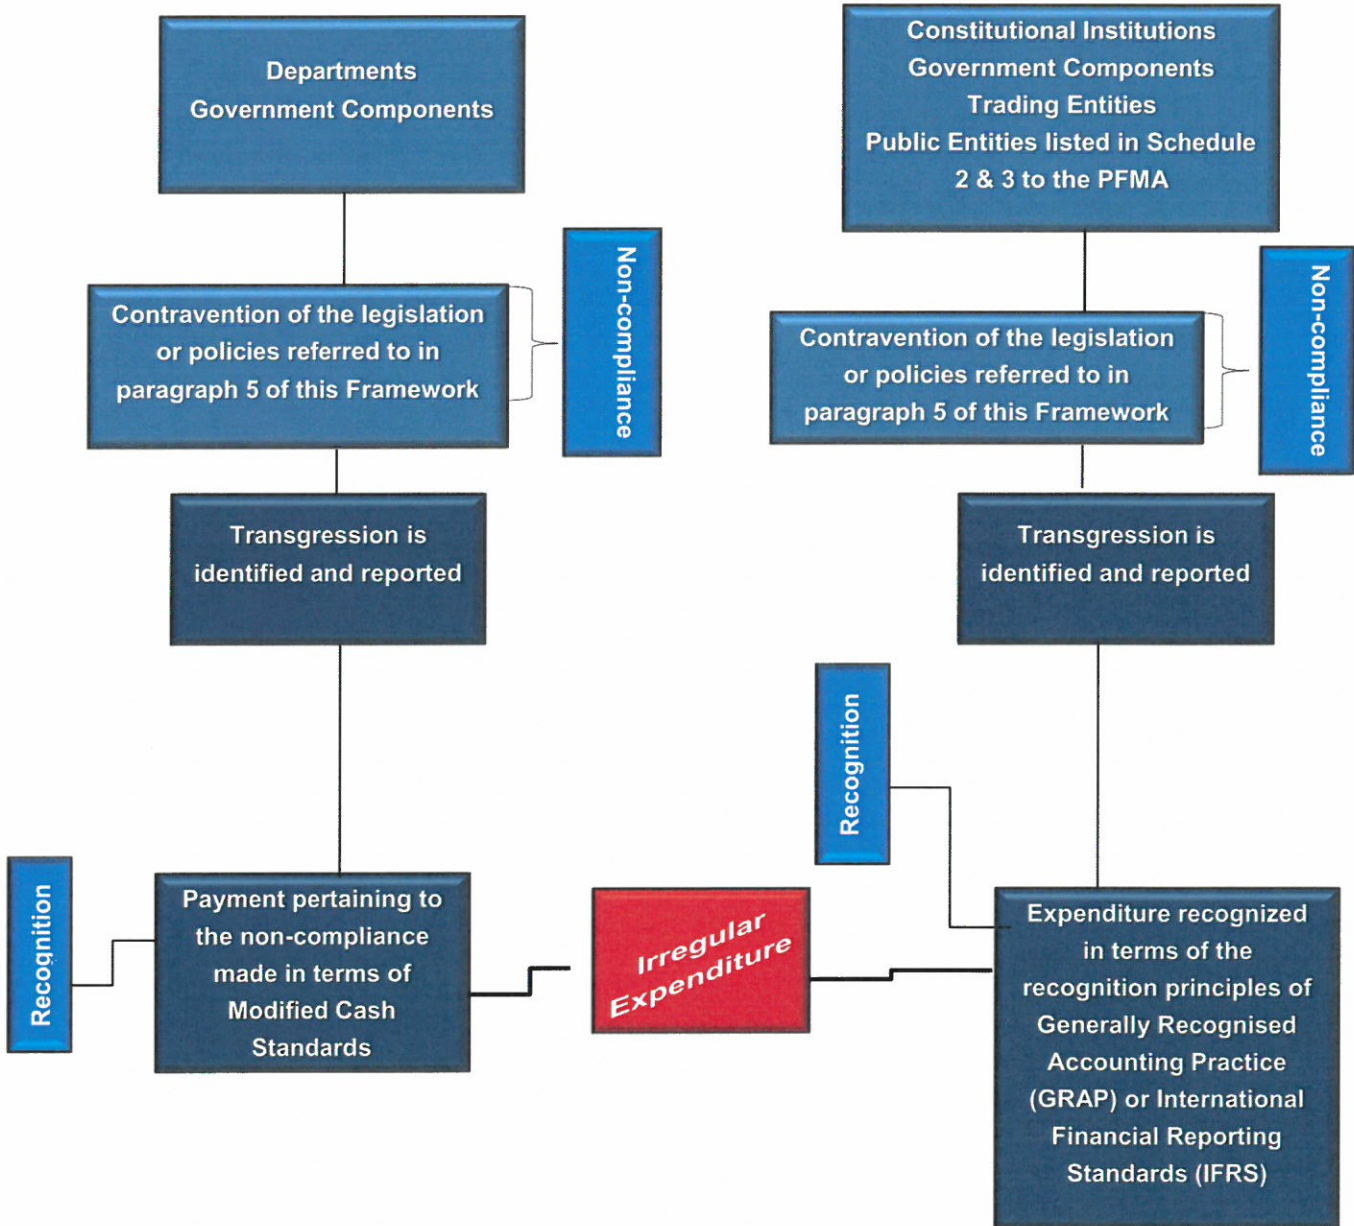 Departments
Government Components
Contravention of the legislation
or policies referred to in
paragraph 5 of this Framework
Non-compliance
Transgression is
identified and reported
Recognition
Payment pertaining to
the non-compliance
made in terms of
Modified Cash
Standards
Irregular
Expenditure
Constitutional Institutions
Government Components
Trading Entities
Public Entities listed in Schedule
2 & 3 to the PFMA
Contravention of the legislation
or policies referred to in
paragraph 5 of this Framework
Non-compliance
Transgression is
identified and reported
Recognition
Expenditure recognized
in terms of the
recognition principles of
Generally Recognised
Accounting Practice
(GRAP) or International
Financial Reporting
Standards (IFRS)